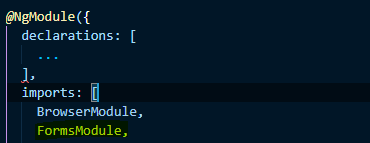 @NgModule({
declarations: [
...
],
imports: [
BrowserModule,
FormsModule,